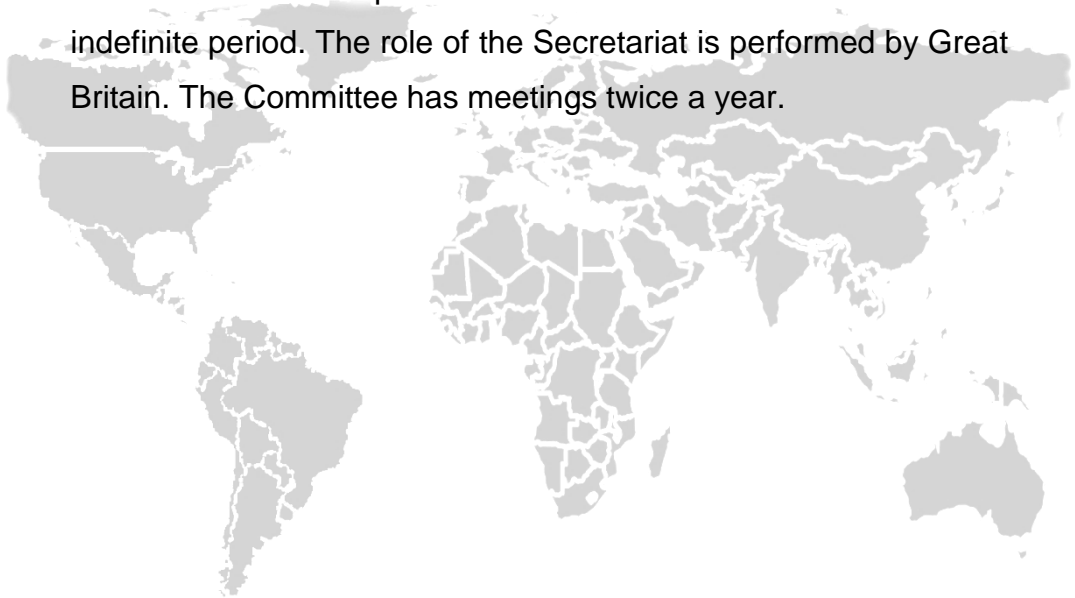 indefinite period. The role of the Secretariat is performed by Great
Britain. The Committee has meetings twice a year.